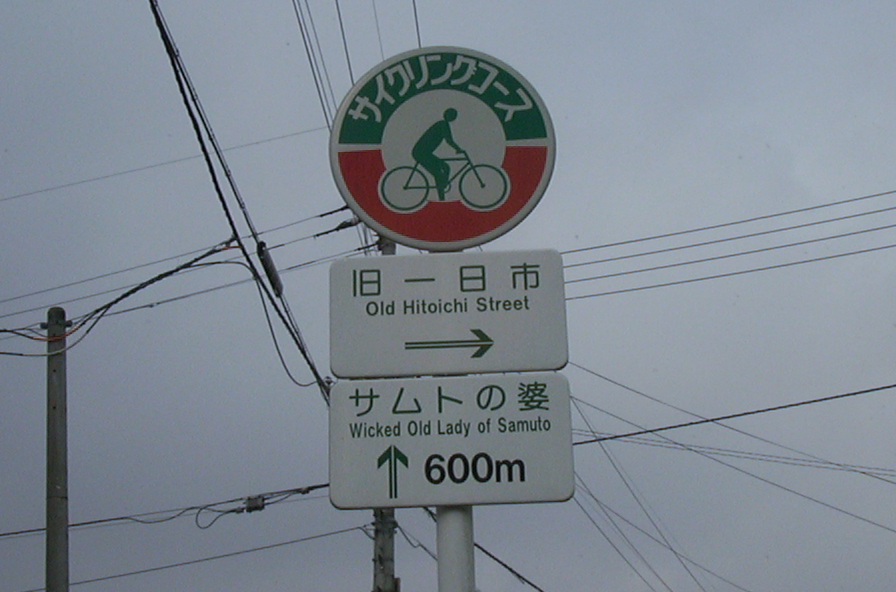 サイクリングコース
旧一日市
Old Hitoichi Street
サムトの婆
Wicked Old Lady of Samuto
600m